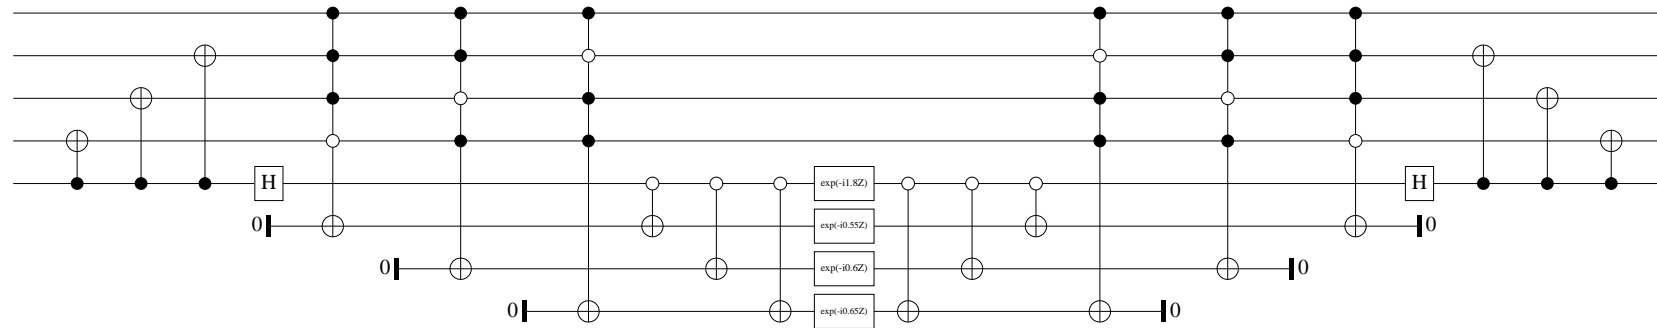 H exp(-i1.8Z) H
0 exp(-i0.55Z) 0
0 exp(-i0.6Z) 0
0 exp(-i0.65Z) 0